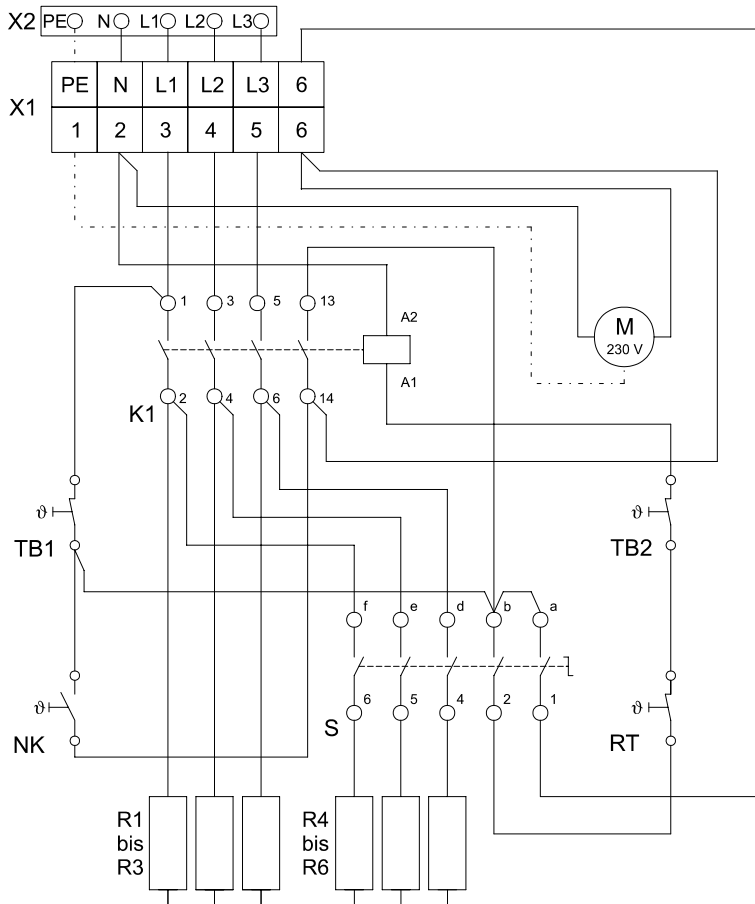 X2 PE N L1 L2 L3
X1 PE N L1 L2 L3 6
1 2 3 4 5 6
1 3 5 13
A2
M
230 V
A1
2 4 6 14
K1
ϑ ϑ
TB1 TB2
f e d b a
ϑ 6 5 4 2 1 ϑ
NK S RT
R1
bis
R3
R4
bis
R6